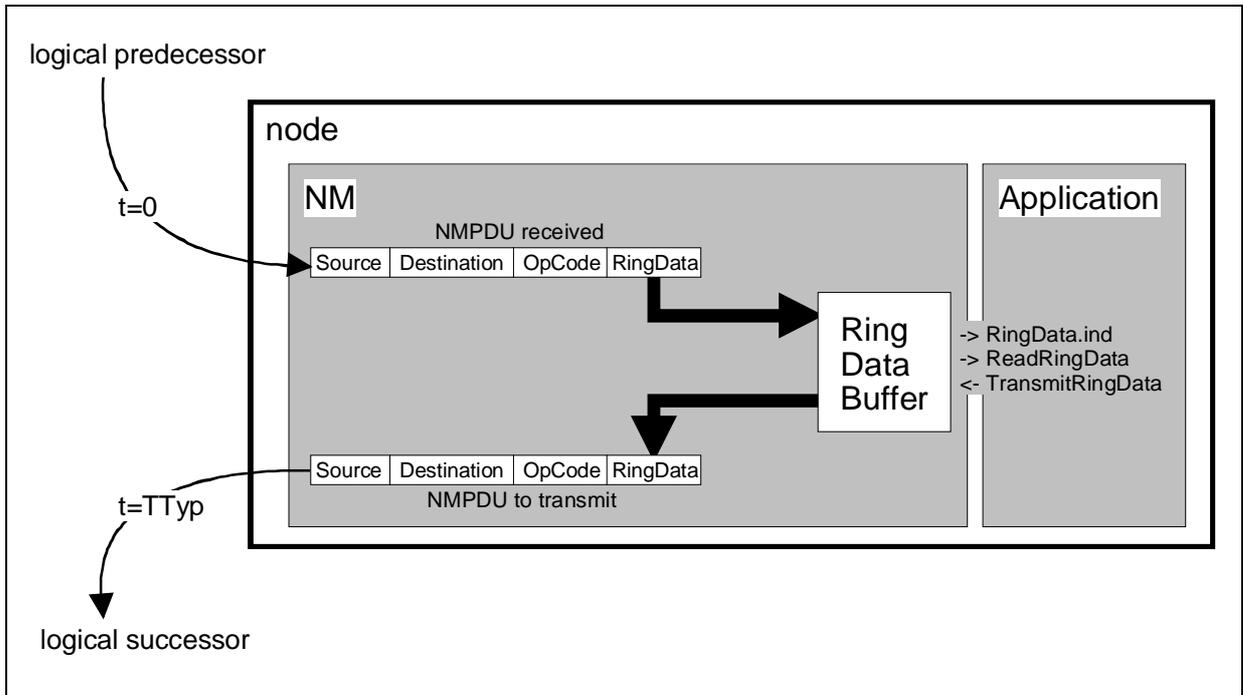 logical predecessor
node
t=0
NM
Application
NMPDU received
Source Destination OpCode RingData
Ring
Data
Buffer
-> RingData.ind
-> ReadRingData
<- TransmitRingData
Source Destination OpCode RingData
NMPDU to transmit
t=TTyp
logical successor